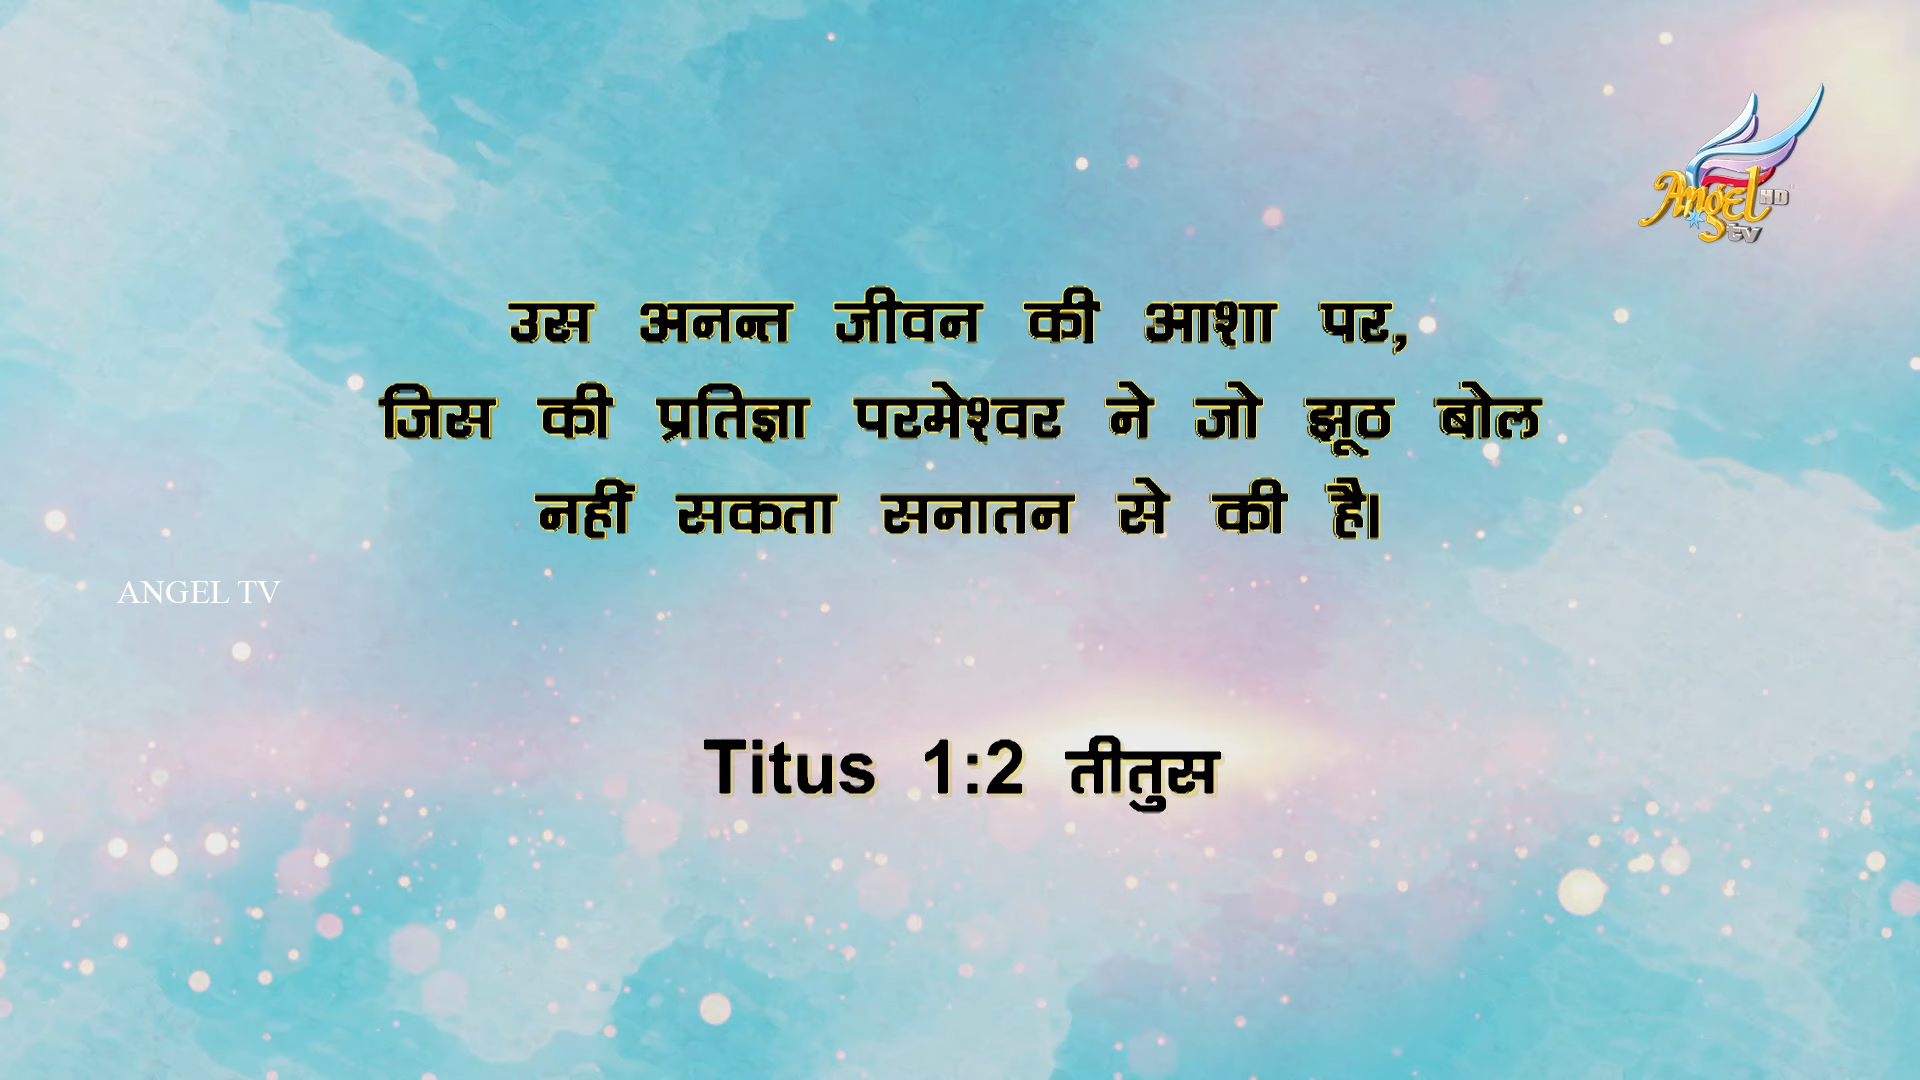 Angel HD
tv
उस अनन्त जीवन की आशा पर,
जिस की प्रतिज्ञा परमेश्वर ने जो झूठ बोल
नहीं सकता सनातन से की है।
ANGEL TV
Titus 1:2 तीतुस